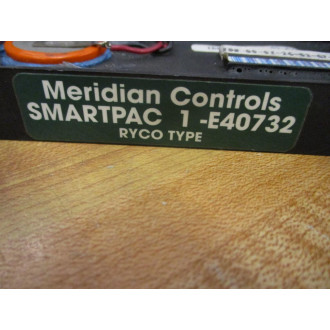 Meridian Controls
SMARTPAC 1 -E40732
RYCO TYPE